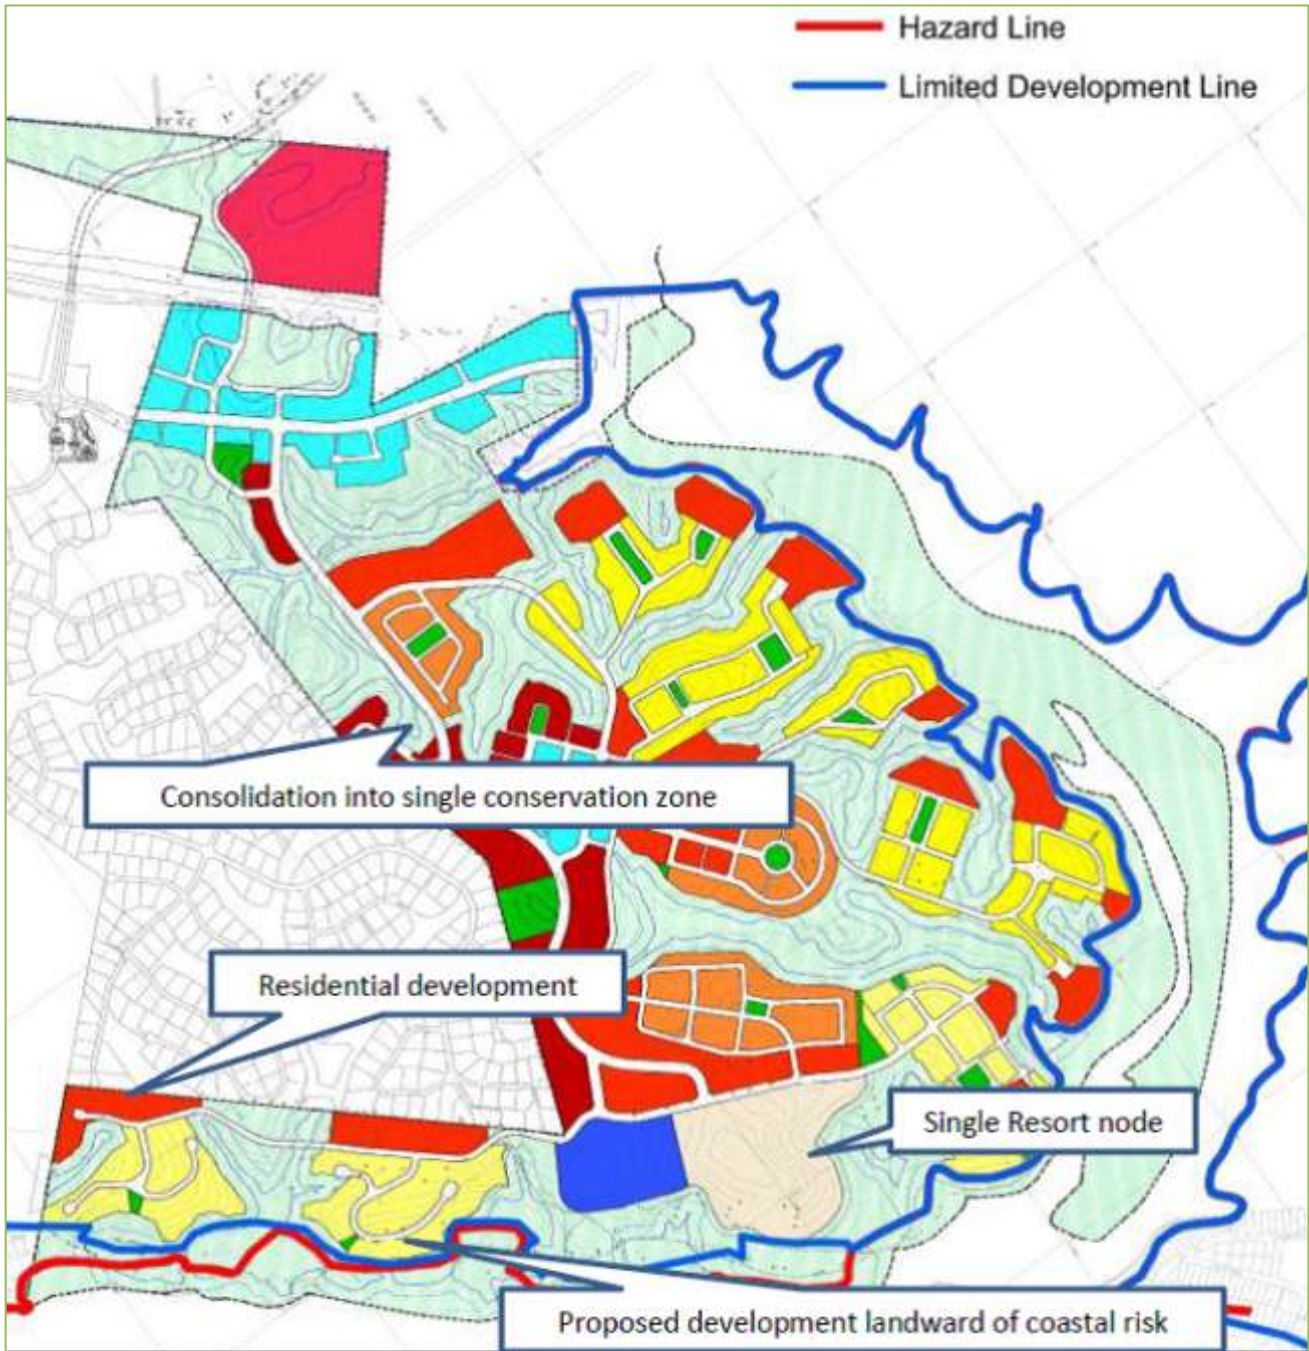 Hazard Line
Limited Development Line
Consolidation into single conservation zone
Residential development
Single Resort node
Proposed development landward of coastal risk